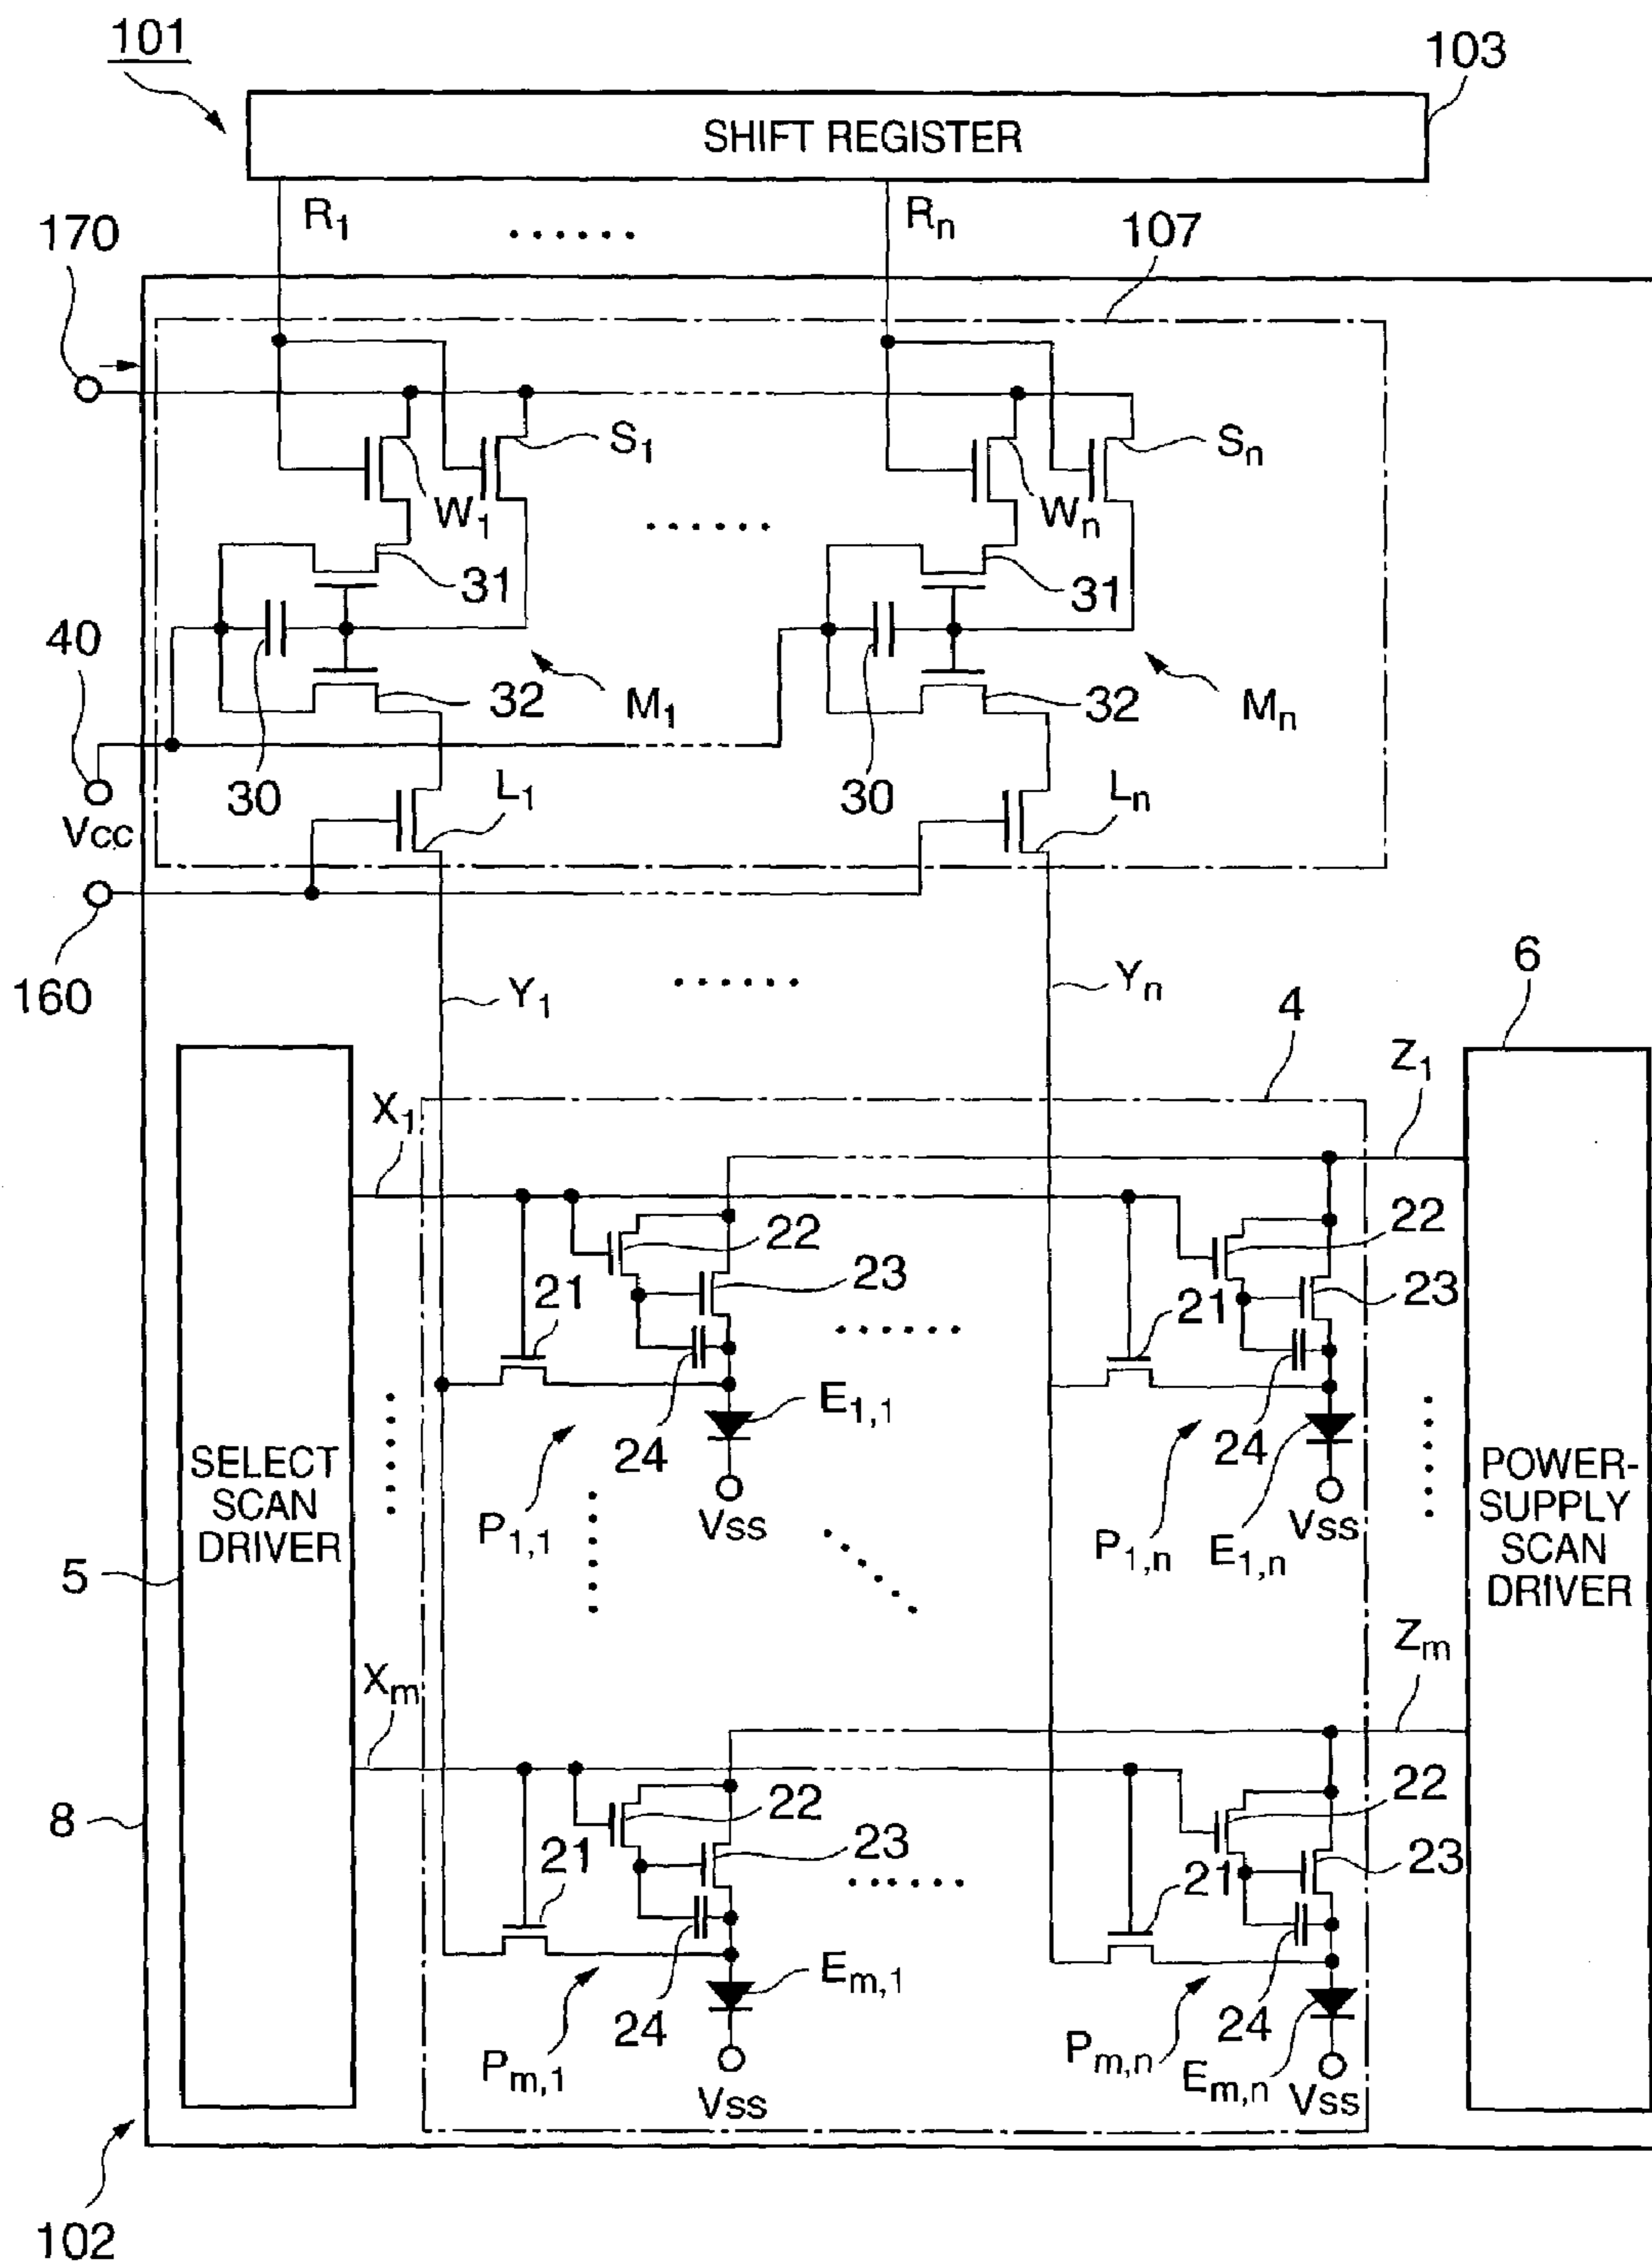 101
103
SHIFT REGISTER
R1
Rn
170
107
S1
Sn
W1
Wn
31
31
40
32
32
M1
Mn
30
30
L1
Ln
Vcc
160
Y1
Yn
6
4
Z1
X1
22
22
23
23
21
21
E1,1
SELECT
SCAN
DRIVER
24
24
POWER-
SUPPLY
SCAN
DRIVER
Vss
Vss
P1,1
P1,n
E1,n
5
Zm
Xm
22
22
8
21
23
21
23
Em,1
24
24
Pm,1
Pm,n
Em,n
Vss
Vss
102